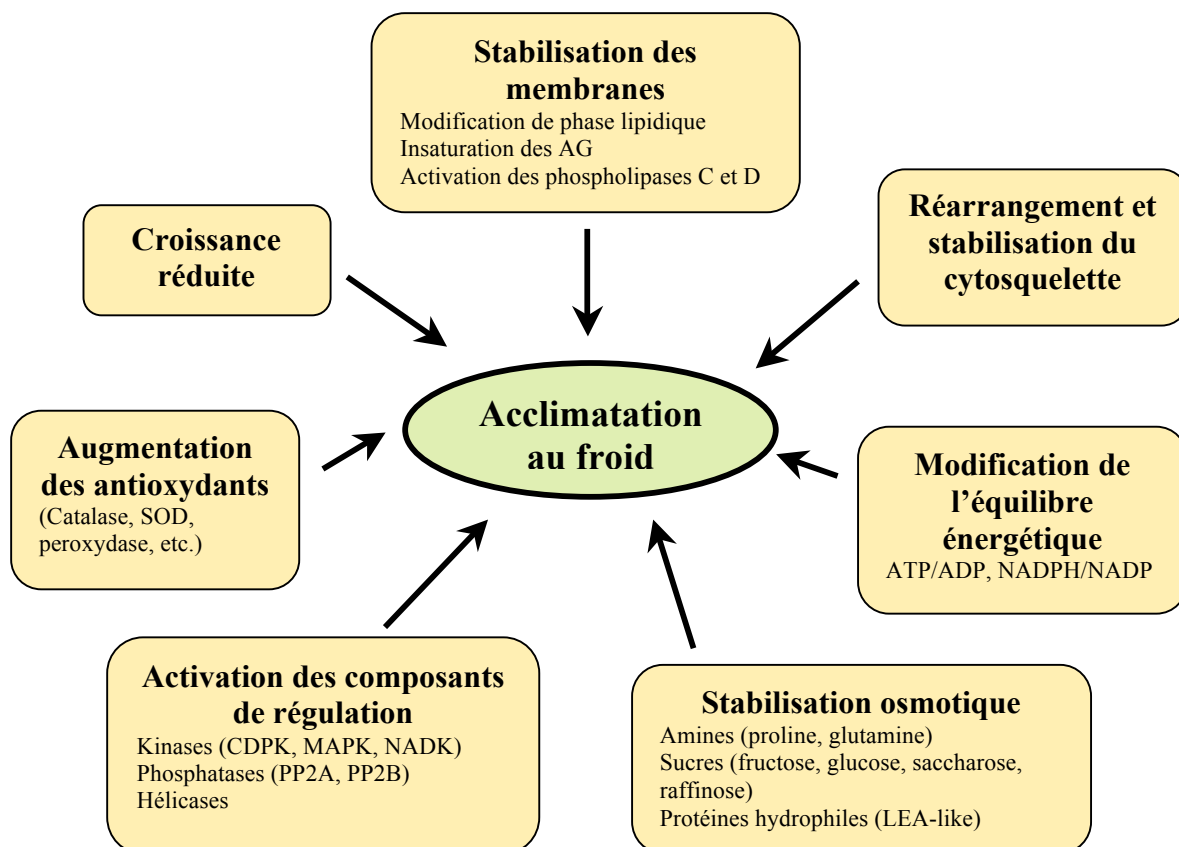 Stabilisation des
membranes
Modification de phase lipidique
Insaturation des AG
Activation des phospholipases C et D
Croissance
réduite
Réarrangement et
stabilisation du
cytosquelette
Acclimatation
au froid
Augmentation
des antioxydants
(Catalase, SOD,
peroxydase, etc.)
Modification de
l’équilibre
énergétique
ATP/ADP, NADPH/NADP
Activation des composants
de régulation
Kinases (CDPK, MAPK, NADK)
Phosphatases (PP2A, PP2B)
Hélicases
Stabilisation osmotique
Amines (proline, glutamine)
Sucres (fructose, glucose, saccharose,
raffinose)
Protéines hydrophiles (LEA-like)